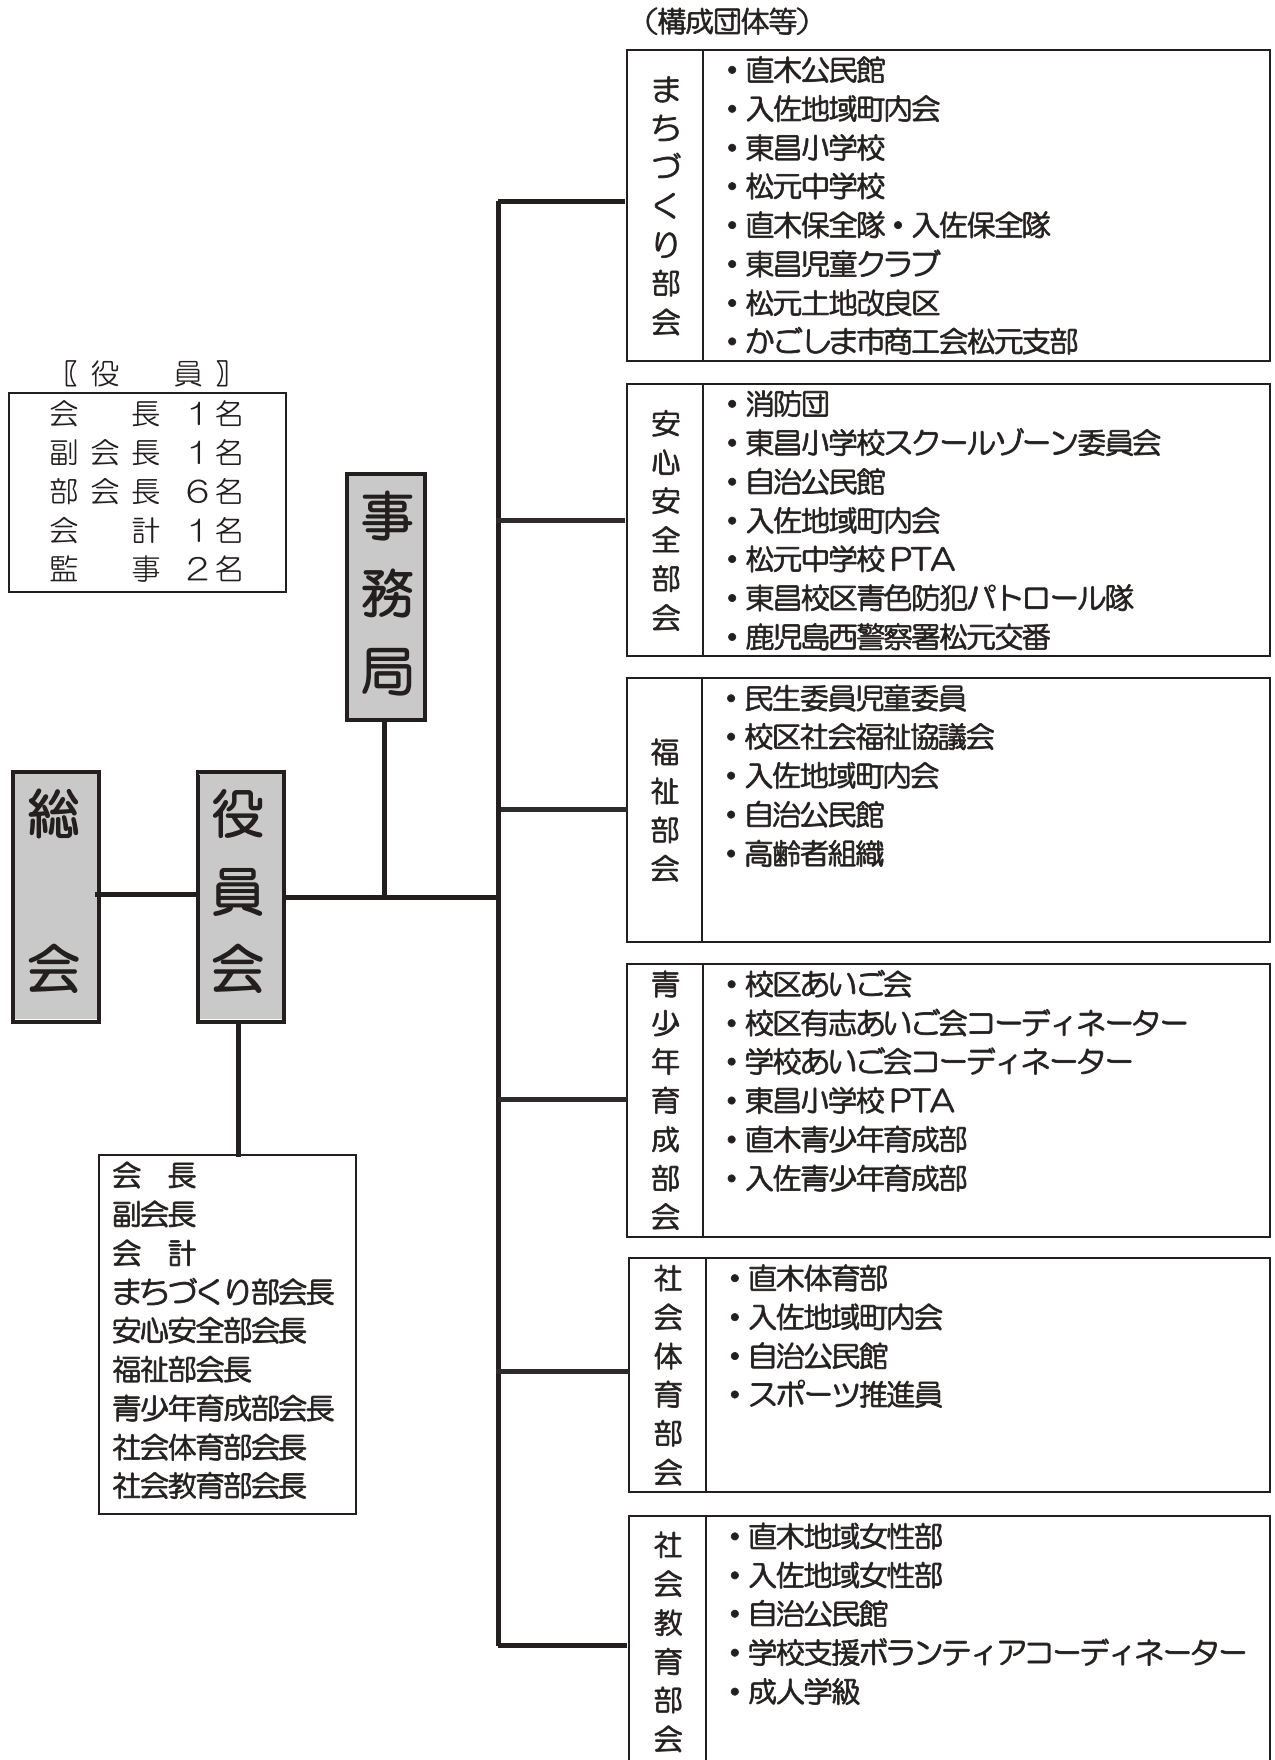 （構成団体等）
まちづくり部会
・直木公民館
・入佐地域町内会
・東昌小学校
・松元中学校
・直木保全隊・入佐保全隊
・東昌児童クラブ
・松元土地改良区
・かごしま市商工会松元支部
〖役　員〗
会　長 1名
副会長 1名
部会長 6名
会　計 1名
監　事 2名
安心安全部会
・消防団
・東昌小学校スクールゾーン委員会
・自治公民館
・入佐地域町内会
・松元中学校PTA
・東昌校区青色防犯パトロール隊
・鹿児島西警察署松元交番
事務局
福祉部会
・民生委員児童委員
・校区社会福祉協議会
・入佐地域町内会
・自治公民館
・高齢者組織
総会
役員会
青少年育成部会
・校区あいご会
・校区有志あいご会コーディネーター
・学校あいご会コーディネーター
・東昌小学校PTA
・直木青少年育成部
・入佐青少年育成部
会　長
副会長
会　計
まちづくり部会長
安心安全部会長
福祉部会長
青少年育成部会長
社会体育部会長
社会教育部会長
社会体育部会
・直木体育部
・入佐地域町内会
・自治公民館
・スポーツ推進員
社会教育部会
・直木地域女性部
・入佐地域女性部
・自治公民館
・学校支援ボランティアコーディネーター
・成人学級